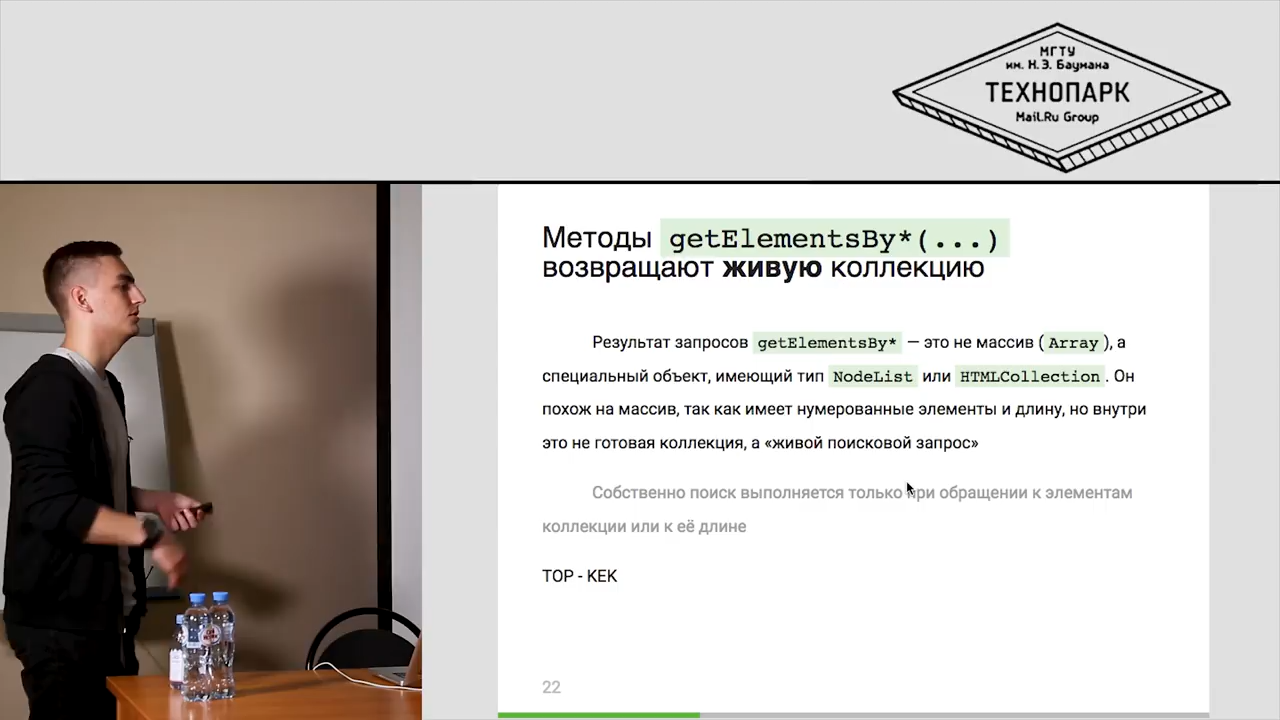 МГТУ
им. Н.Э. Баумана
ТЕХНОПАРК
Mail.Ru Group
Методы getElementsBy*(...)
возвращают живую коллекцию
Результат запросов getElementsBy* — это не массив (Array), а
специальный объект, имеющий тип NodeList или HTMLCollection. Он
похож на массив, так как имеет нумерованные элементы и длину, но внутри
это не готовая коллекция, а «живой поисковой запрос»
Собственно поиск выполняется только при обращении к элементам
коллекции или к её длине
TOP - KEK
22